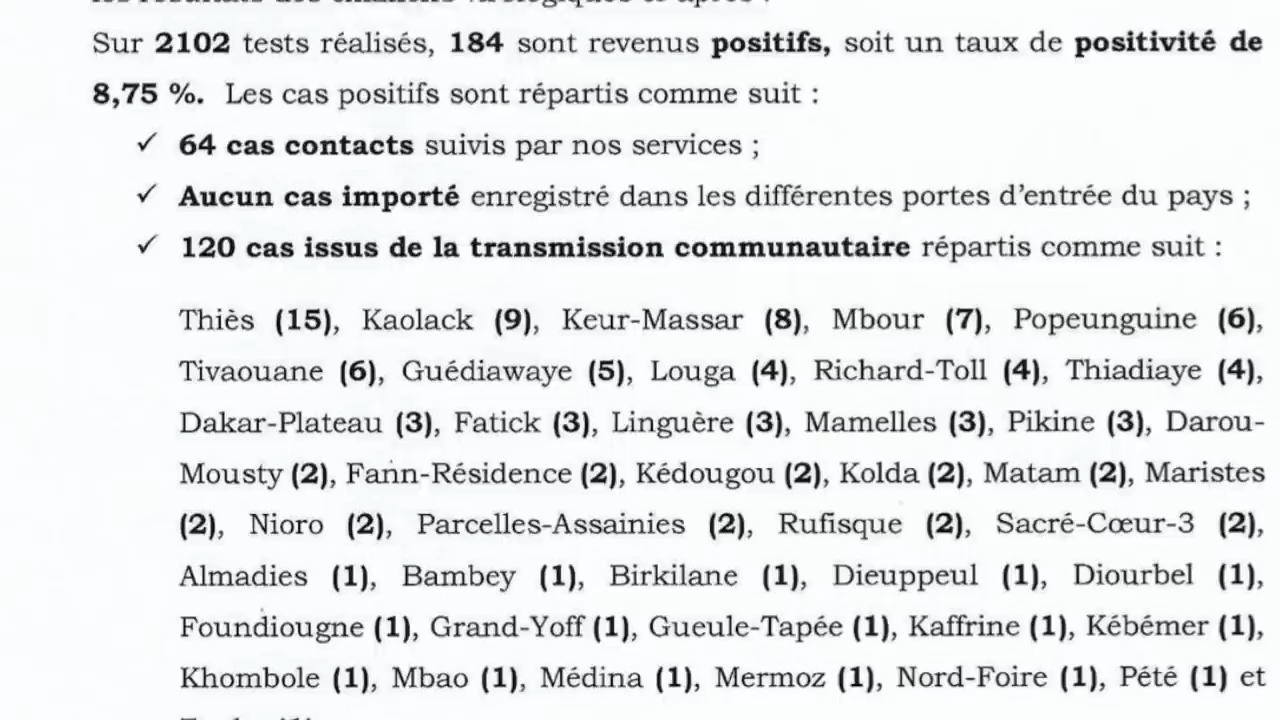 Sur 2102 tests réalisés, 184 sont revenus positifs, soit un taux de positivité de
8,75 %. Les cas positifs sont répartis comme suit :
✓ 64 cas contacts suivis par nos services ;
✓ Aucun cas importé enregistré dans les différentes portes d'entrée du pays ;
✓ 120 cas issus de la transmission communautaire répartis comme suit :
Thiès (15), Kaolack (9), Keur-Massar (8), Mbour (7), Popeunguine (6),
Tivaouane (6), Guédiawaye (5), Louga (4), Richard-Toll (4), Thiadiaye (4),
Dakar-Plateau (3), Fatick (3), Linguère (3), Mamelles (3), Pikine (3), Darou-
Mousty (2), Fann-Résidence (2), Kédougou (2), Kolda (2), Matam (2), Maristes
(2), Nioro (2), Parcelles-Assainies (2), Rufisque (2), Sacré-Cœur-3 (2),
Almadies (1), Bambey (1), Birkilane (1), Dieuppeul (1), Diourbel (1),
Foundiougne (1), Grand-Yoff (1), Gueule-Tapée (1), Kaffrine (1), Kébémer (1),
Khombole (1), Mbao (1), Médina (1), Mermoz (1), Nord-Foire (1), Pété (1) et